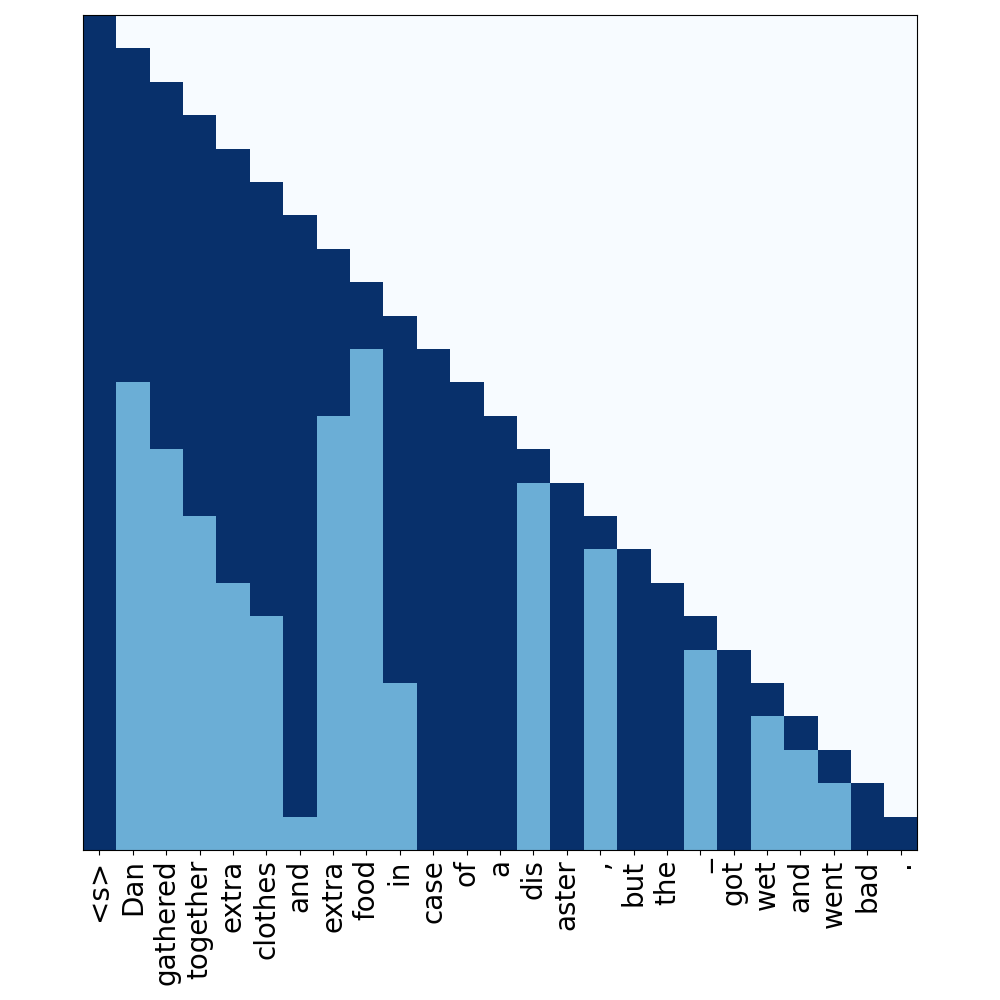 <s> Dan gathered together extra clothes and extra food in case of a dis aster , but the _ got wet and went bad .